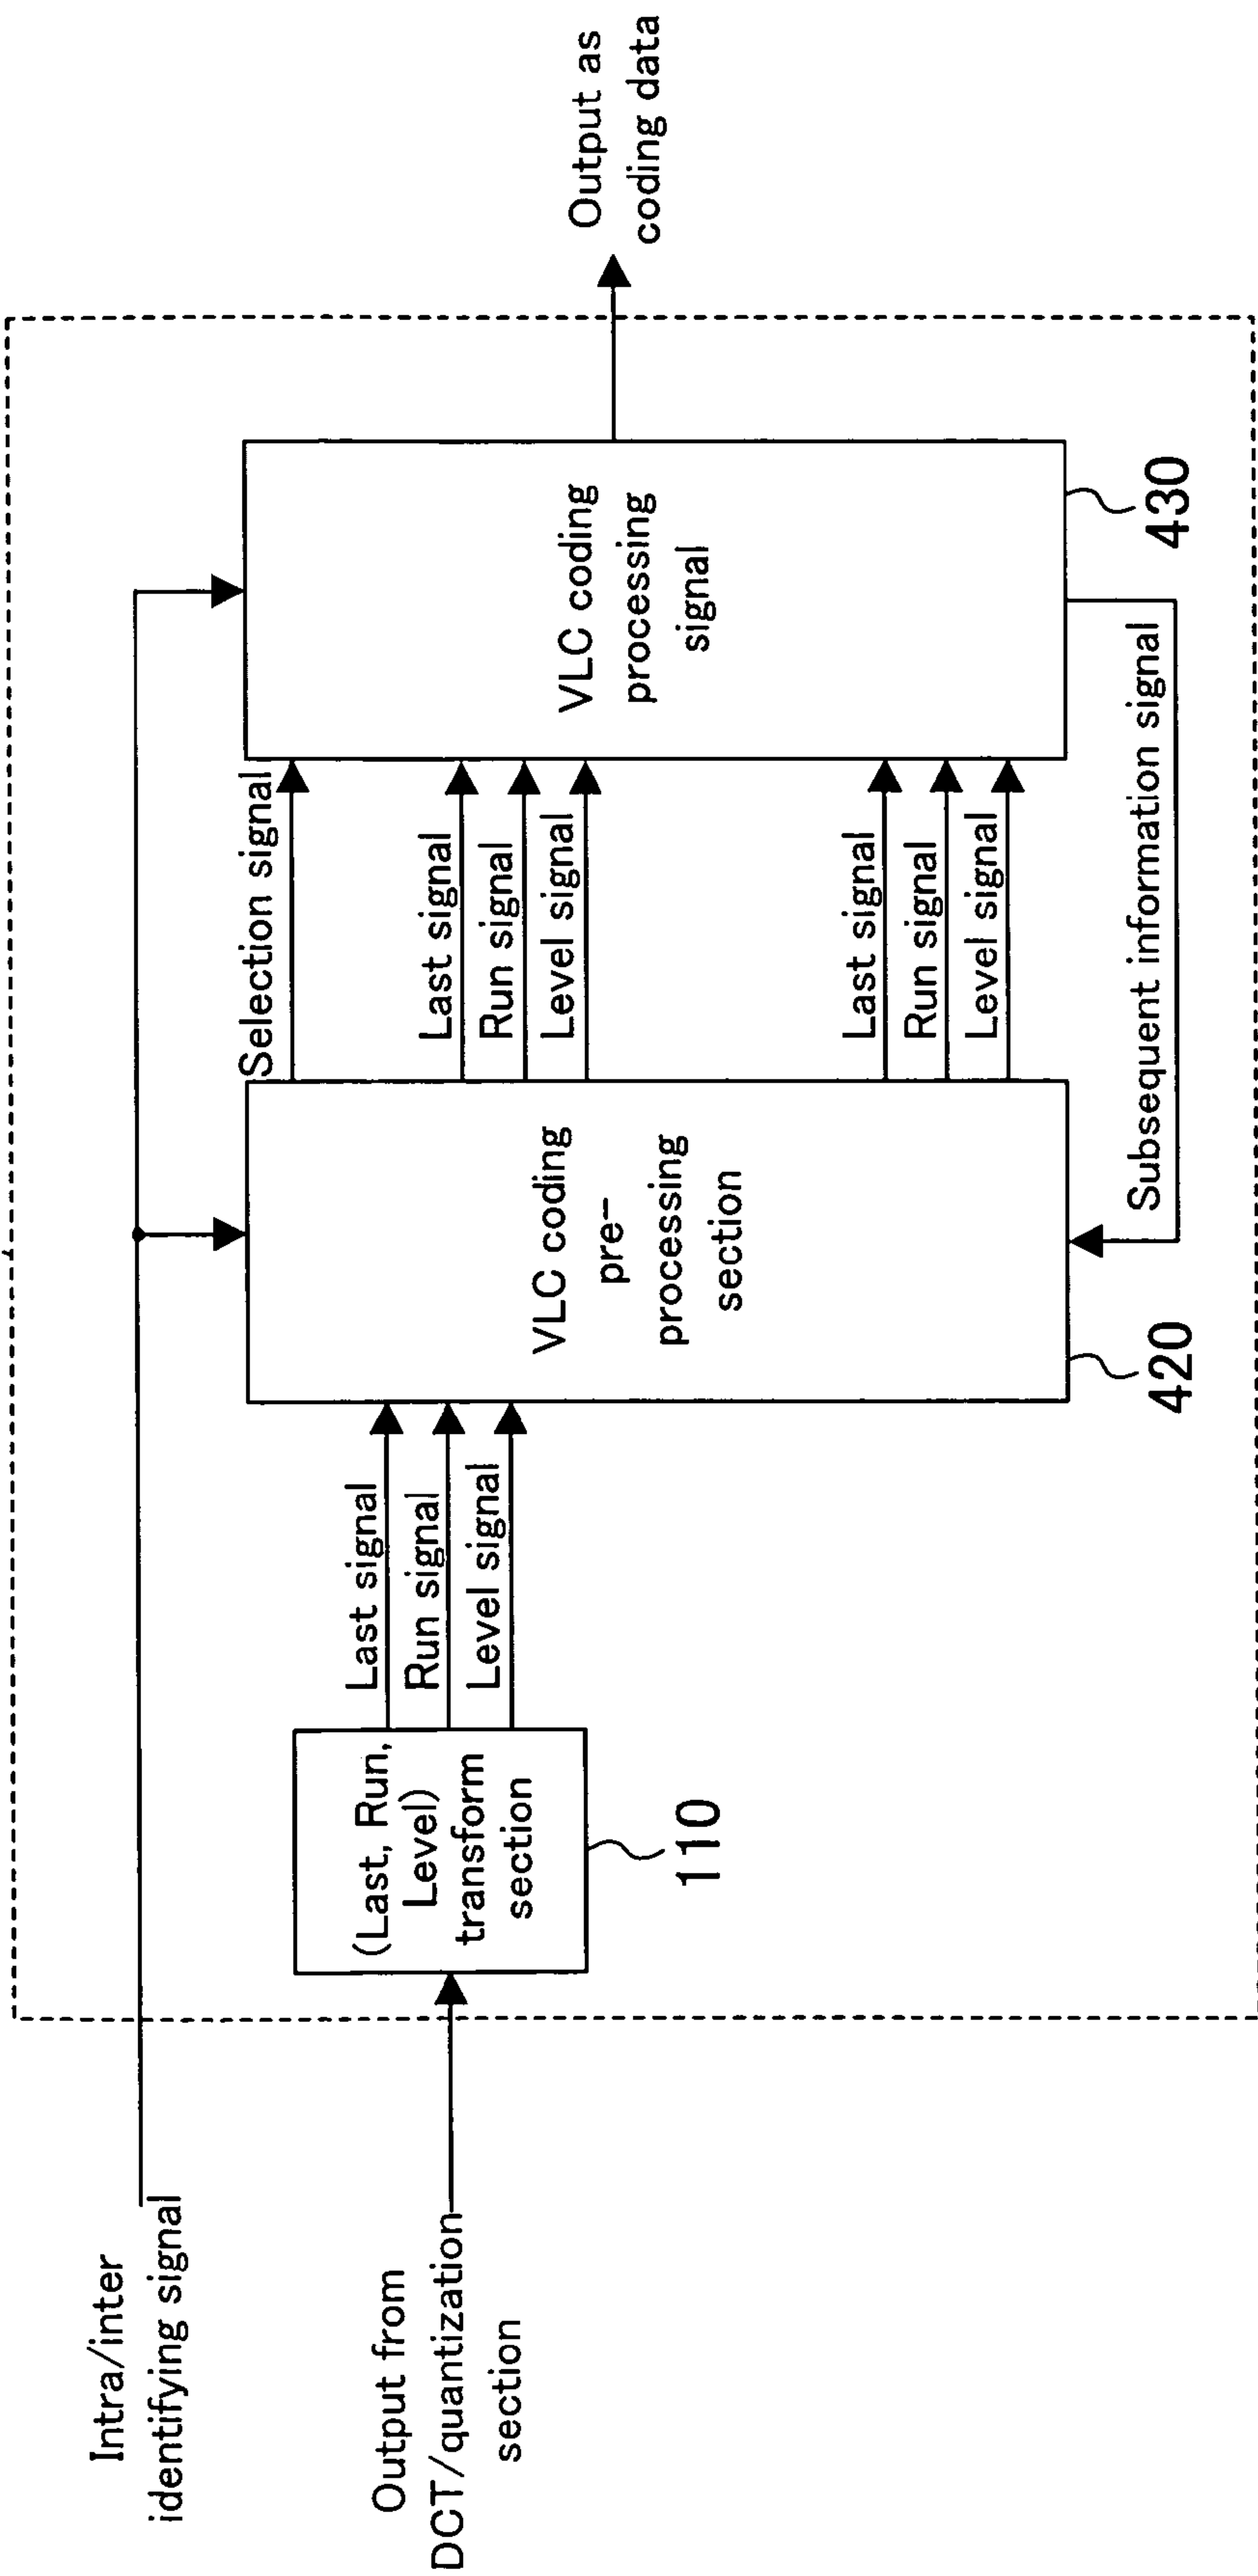 Intra/inter
identifying signal
Output from
DCT/quantization
section
(Last, Run,
Level)
transform
section
110
Last signal
Run signal
Level signal
VLC coding
pre-
processing
section
420
Selection signal
Last signal
Run signal
Level signal
Last signal
Run signal
Level signal
Subsequent information signal
VLC coding
processing
signal
430
Output as
coding data